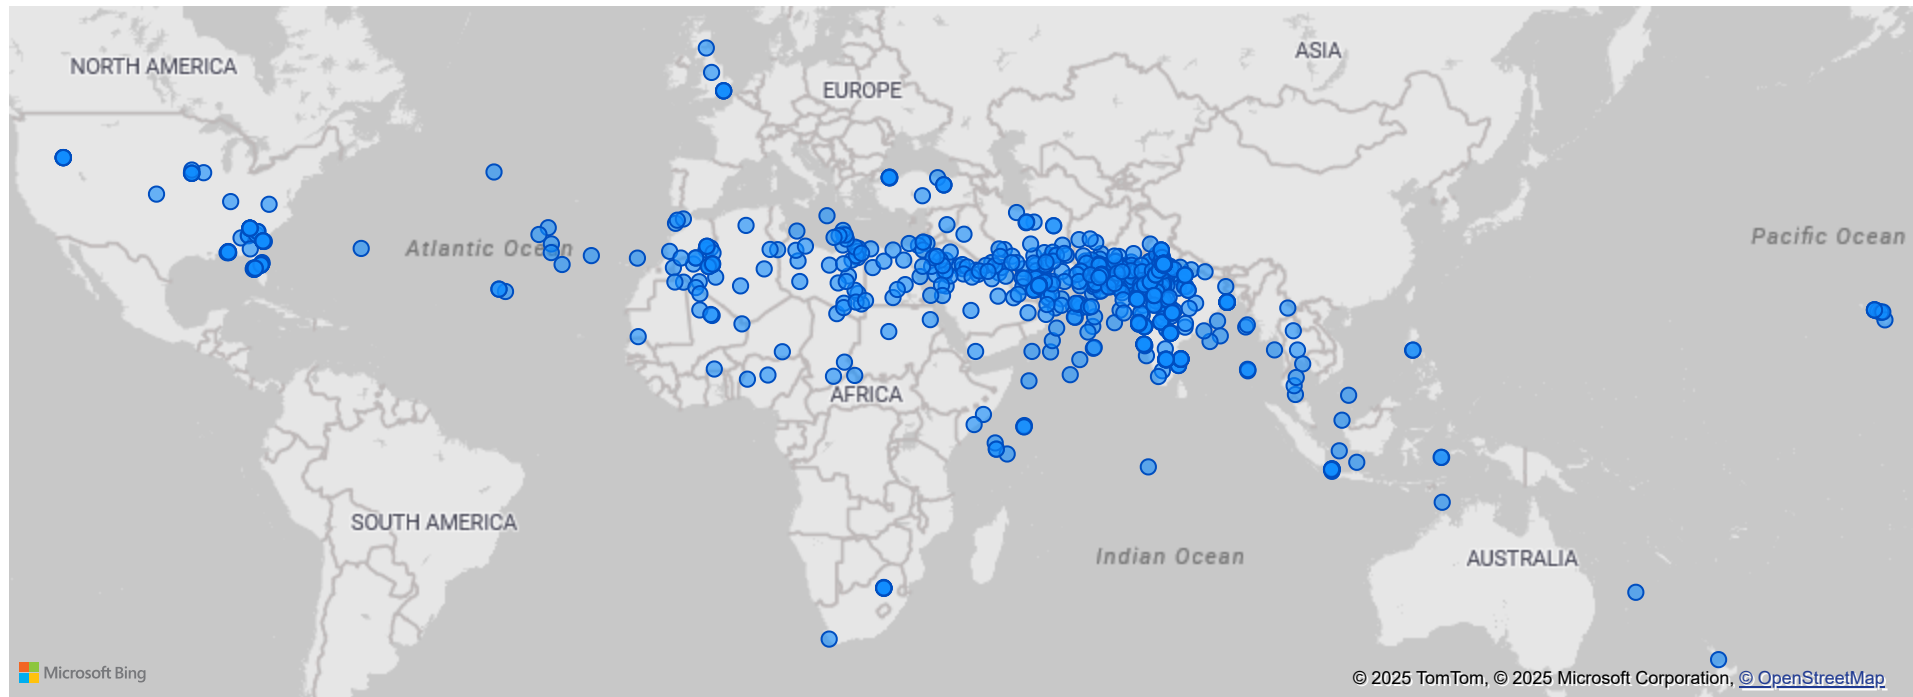 NORTH AMERICA
ASIA
EUROPE
Atlantic Ocean
Pacific Ocean
AFRICA
SOUTH AMERICA
Indian Ocean
AUSTRALIA
Microsoft Bing
© 2025 TomTom, © 2025 Microsoft Corporation, © OpenStreetMap